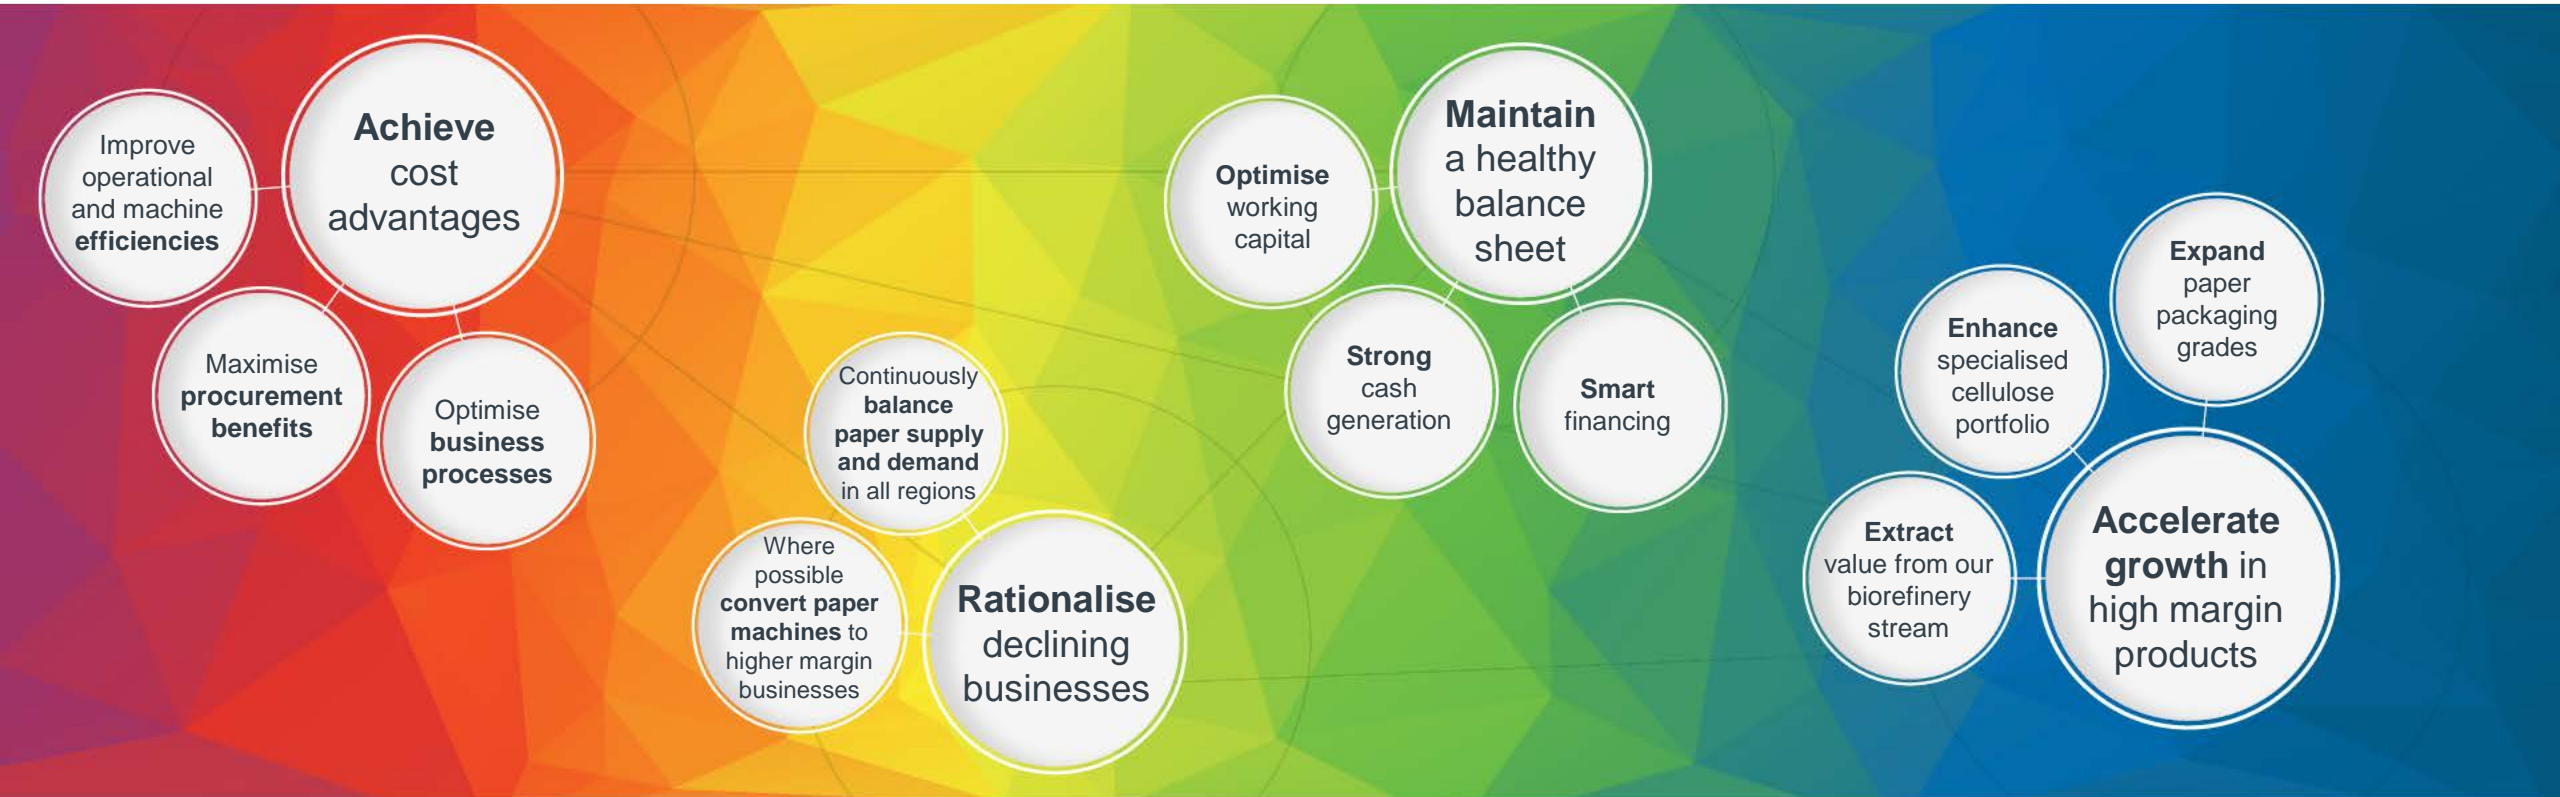 Achieve
cost
advantages
Improve
operational
and machine
efficiencies
Maximise
procurement
benefits
Optimise
business
processes
Rationalise
declining
businesses
Continuously
balance
paper supply
and demand
in all regions
Where
possible
convert paper
machines to
higher margin
businesses
Maintain
a healthy
balance
sheet
Optimise
working
capital
Strong
cash
generation
Smart
financing
Accelerate
growth in
high margin
products
Expand
paper
packaging
grades
Enhance
specialised
cellulose
portfolio
Extract
value from our
biorefinery
stream